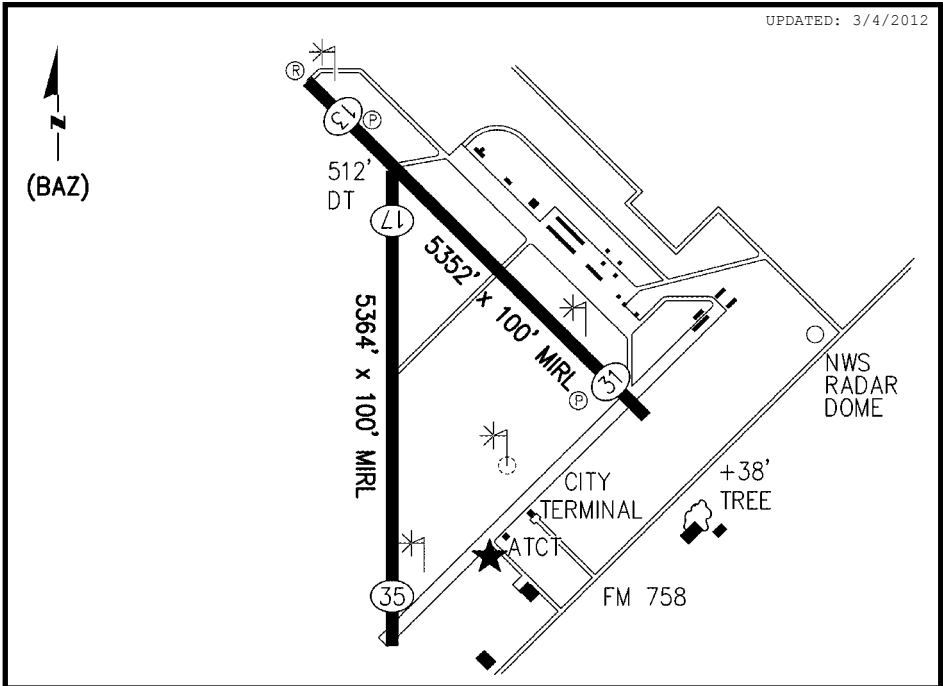 UPDATED: 3/4/2012
N
(BAZ)
R
13
P
512'
DT
17
5352' x 100' MIRL
5364' x 100' MIRL
31
P
NWS
RADAR
DOME
+38'
TREE
CITY
TERMINAL
ATCT
FM 758
35